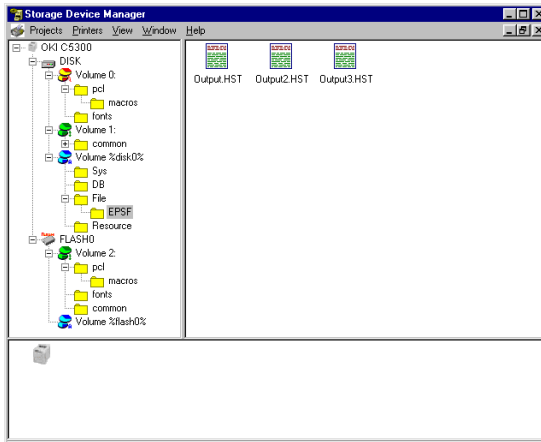 Storage Device Manager
Projects Printers View Window Help
OKI C5300
DISK
Volume 0:
pcl
macros
fonts
Volume 1:
common
Volume %disk0%
Sys
DB
File
EPSF
Resource
FLASH0
Volume 2:
pcl
macros
fonts
common
Volume %flash0%
Output.HST Output2.HST Output3.HST